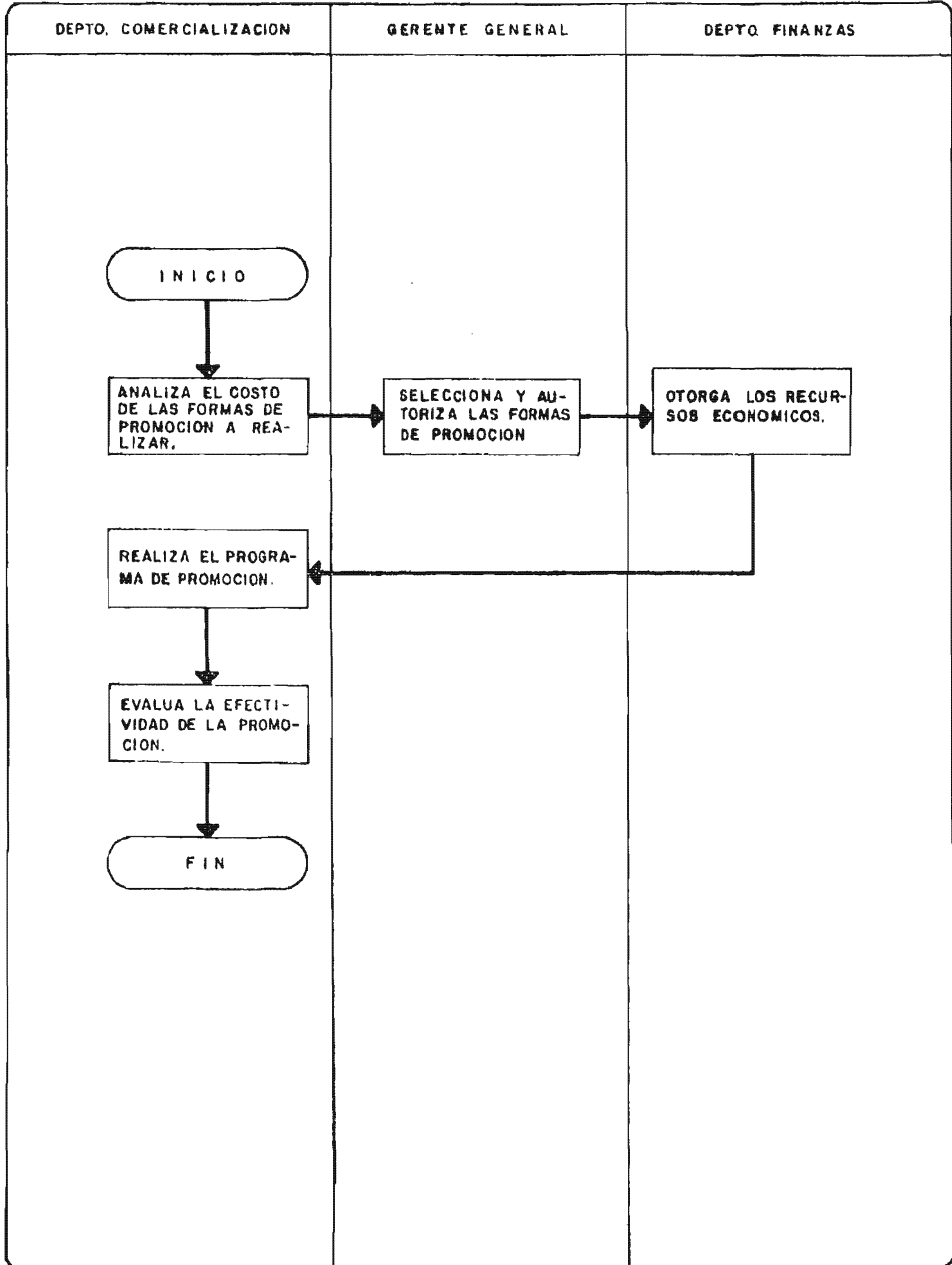 DEPTO. COMERCIALIZACION
GERENTE GENERAL
DEPTO. FINANZAS
INICIO
ANALIZA EL COSTO
DE LAS FORMAS DE
PROMOCION A REA-
LIZAR.
SELECCIONA Y AU-
TORIZA LAS FORMAS
DE PROMOCION
OTORGA LOS RECUR-
SOS ECONOMICOS.
REALIZA EL PROGRA-
MA DE PROMOCION.
EVALUA LA EFECTI-
VIDAD DE LA PROMO-
CION.
FIN